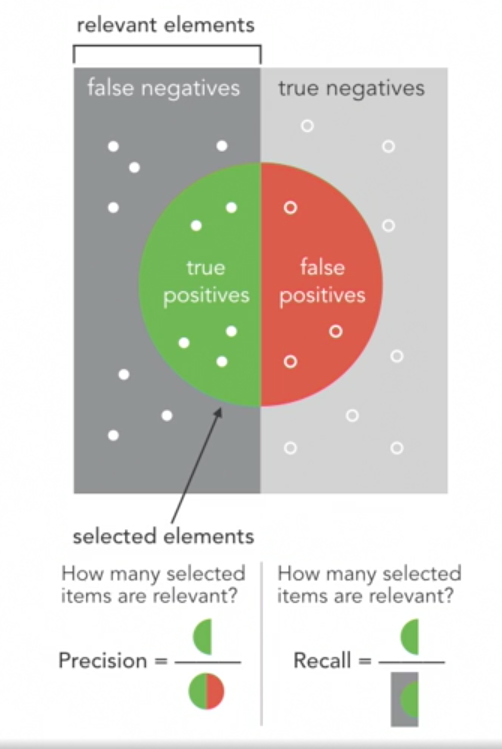 relevant elements
false negatives
true negatives
true
positives
false
positives
selected elements
How many selected
items are relevant?
Precision =
How many selected
items are relevant?
Recall =